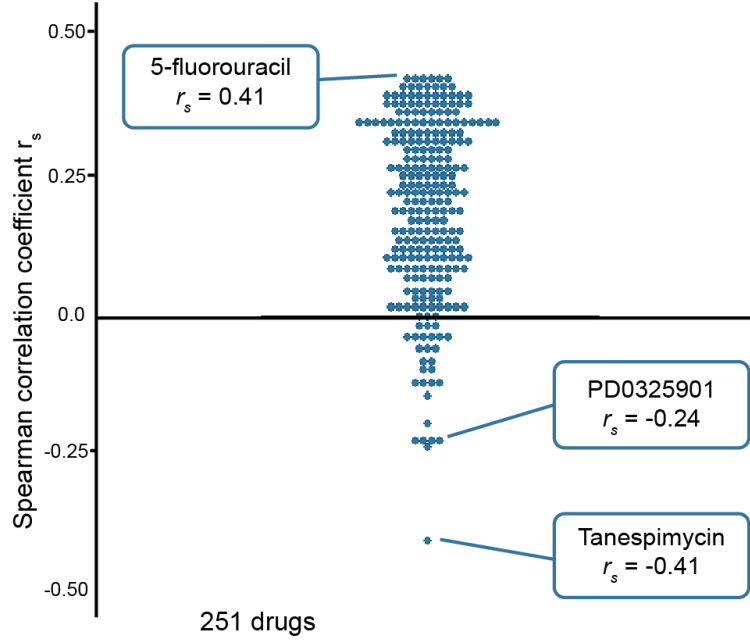 0.50
5-fluorouracil
rs = 0.41
0.25
Spearman correlation coefficient rs
0.0
PD0325901
rs = -0.24
-0.25
Tanespimycin
rs = -0.41
-0.50
251 drugs